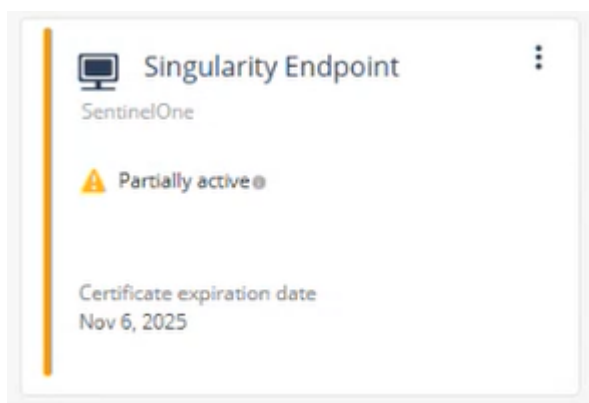 Singularity Endpoint
SentinelOne
Partially active
Certificate expiration date
Nov 6, 2025